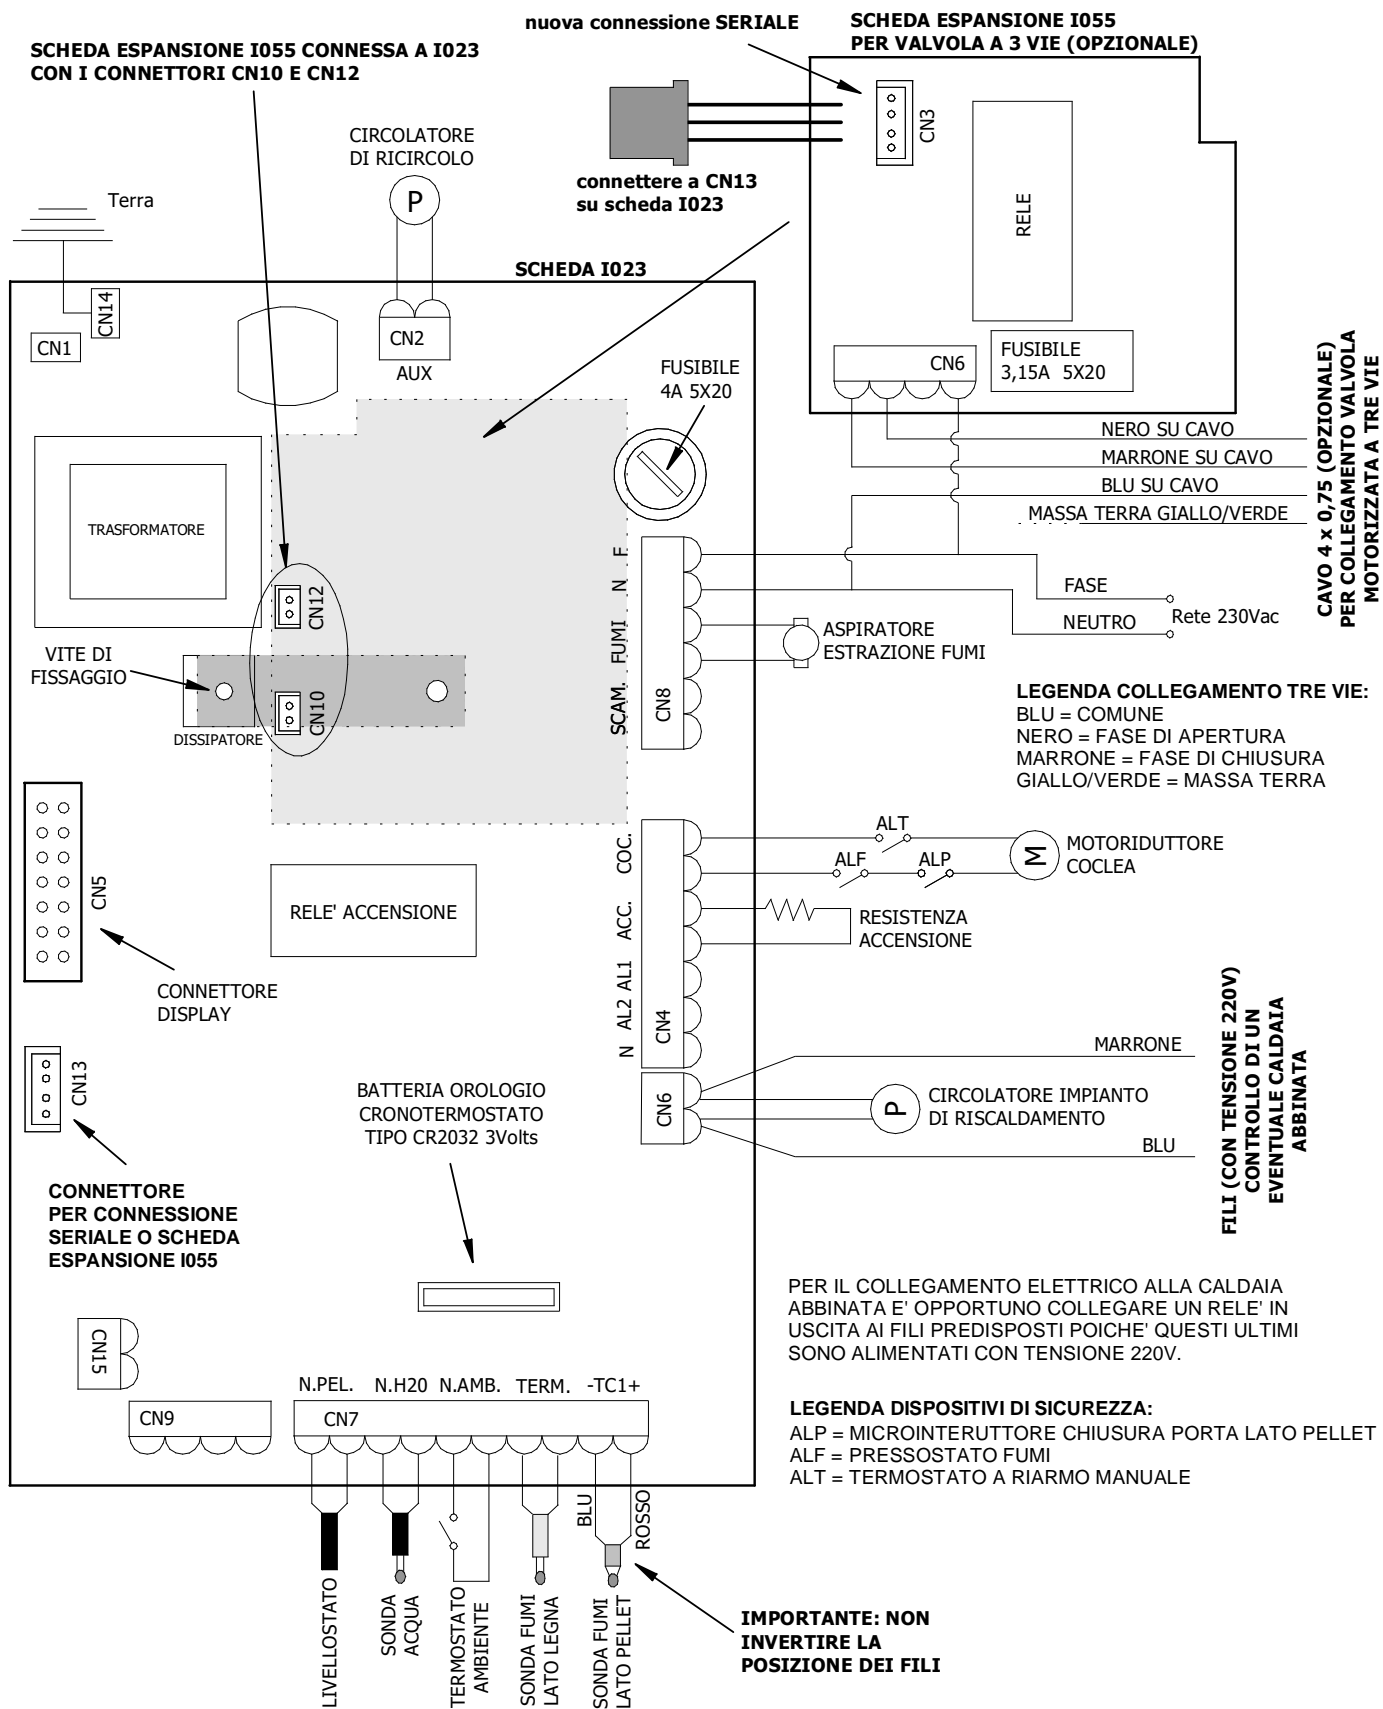 nuova connessione SERIALE
SCHEDA ESPANSIONE I055
PER VALVOLA A 3 VIE (OPZIONALE)
SCHEDA ESPANSIONE I055 CONNESSA A I023
CON I CONNETTORI CN10 E CN12
CIRCOLATORE
DI RICIRCOLO
P
Terra
CN3
RELE
connettere a CN13
su scheda I023
SCHEDA I023
CN14
CN1
CN2
AUX
FUSIBILE
4A 5X20
CN6
FUSIBILE
3,15A 5X20
NERO SU CAVO
MARRONE SU CAVO
BLU SU CAVO
MASSA TERRA GIALLO/VERDE
CAVO 4 x 0,75 (OPZIONALE)
PER COLLEGAMENTO VALVOLA
MOTORIZZATA A TRE VIE
TRASFORMATORE
CN12
VITE DI
FISSAGGIO
CN10
DISSIPATORE
SCAM. FUMI N F
CN8
FASE
NEUTRO
Rete 230Vac
ASPIRATORE
ESTRAZIONE FUMI
LEGENDA COLLEGAMENTO TRE VIE:
BLU = COMUNE
NERO = FASE DI APERTURA
MARRONE = FASE DI CHIUSURA
GIALLO/VERDE = MASSA TERRA
CN5
CONNETTORE
DISPLAY
RELE' ACCENSIONE
N AL2 AL1 ACC. COC.
CN4
ALT
ALF
ALP
M
MOTORIDUTTORE
COCLEA
RESISTENZA
ACCENSIONE
CN13
CONNETTORE
PER CONNESSIONE
SERIALE O SCHEDA
ESPANSIONE I055
BATTERIA OROLOGIO
CRONOTERMOSTATO
TIPO CR2032 3Volts
CN6
MARRONE
P
CIRCOLATORE IMPIANTO
DI RISCALDAMENTO
BLU
FILI (CON TENSIONE 220V)
CONTROLLO DI UN
EVENTUALE CALDAIA
ABBINATA
PER IL COLLEGAMENTO ELETTRICO ALLA CALDAIA
ABBINATA E' OPPORTUNO COLLEGARE UN RELE' IN
USCITA AI FILI PREDISPOSTI POICHE' QUESTI ULTIMI
SONO ALIMENTATI CON TENSIONE 220V.
LEGENDA DISPOSITIVI DI SICUREZZA:
ALP = MICROINTERUTTORE CHIUSURA PORTA LATO PELLET
ALF = PRESSOSTATO FUMI
ALT = TERMOSTATO A RIARMO MANUALE
CN15
CN9
N.PEL. N.H20 N.AMB. TERM. -TC1+
CN7
BLU
ROSSO
LIVELLOSTATO
SONDA
ACQUA
TERMOSTATO
AMBIENTE
SONDA FUMI
LATO LEGNA
SONDA FUMI
LATO PELLET
IMPORTANTE: NON
INVERTIRE LA
POSIZIONE DEI FILI